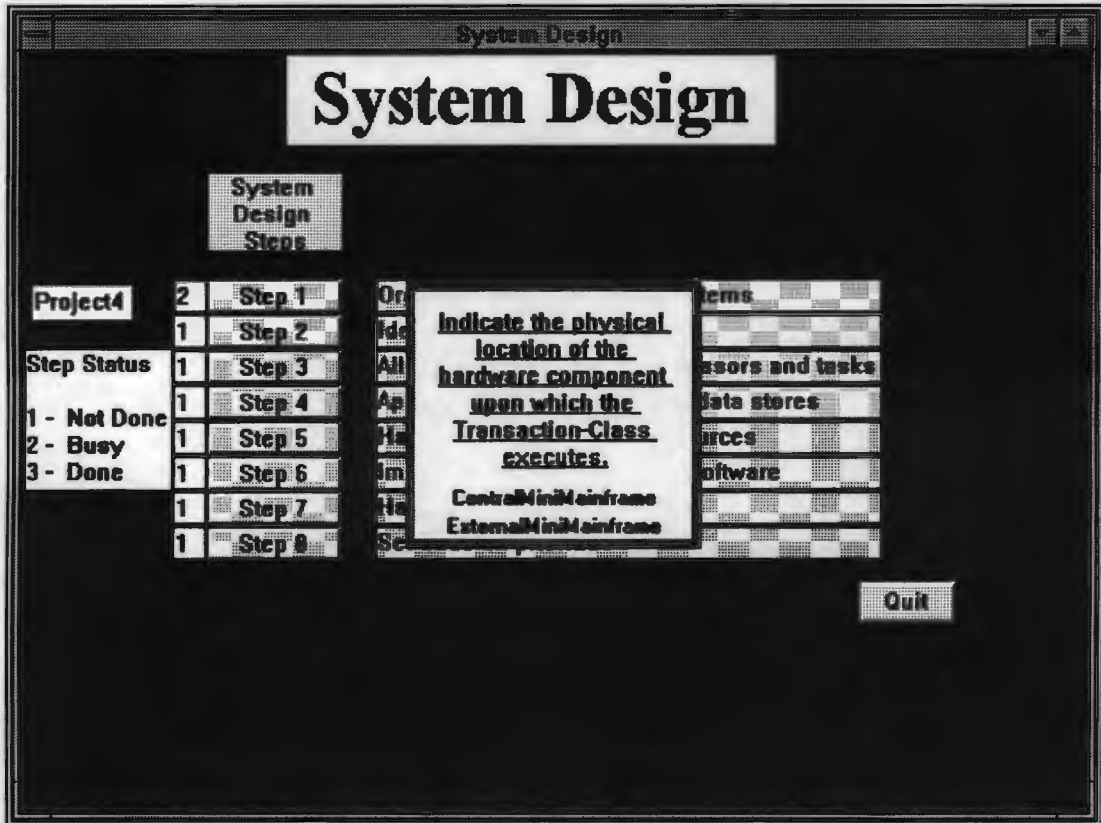 System Design
System Design
System
Design
Steps
Project4
Step Status
1 - Not Done
2 - Busy
3 - Done
2 Step 1
1 Step 2
1 Step 3 ssors and tasks
1 Step 4 data stores
1 Step 5
1 Step 6
1 Step 7
1 Step 8
Indicate the physical
location of the
hardware component
upon which the
Transaction-Class
executes.
CentralMiniMainframe
ExternalMiniMainframe
Quit